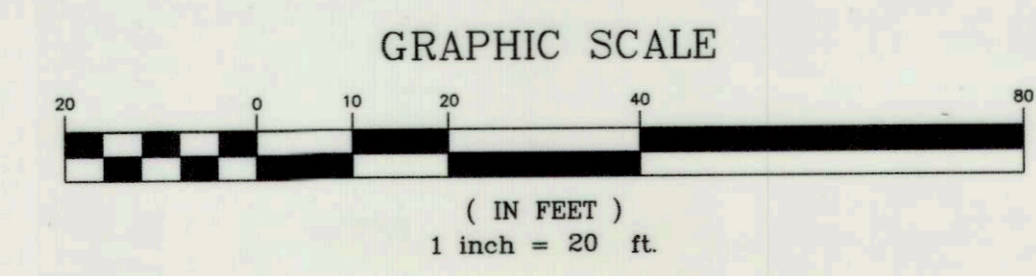 GRAPHIC SCALE
20 0 10 20 40 80
( IN FEET )
1 inch = 20 ft.